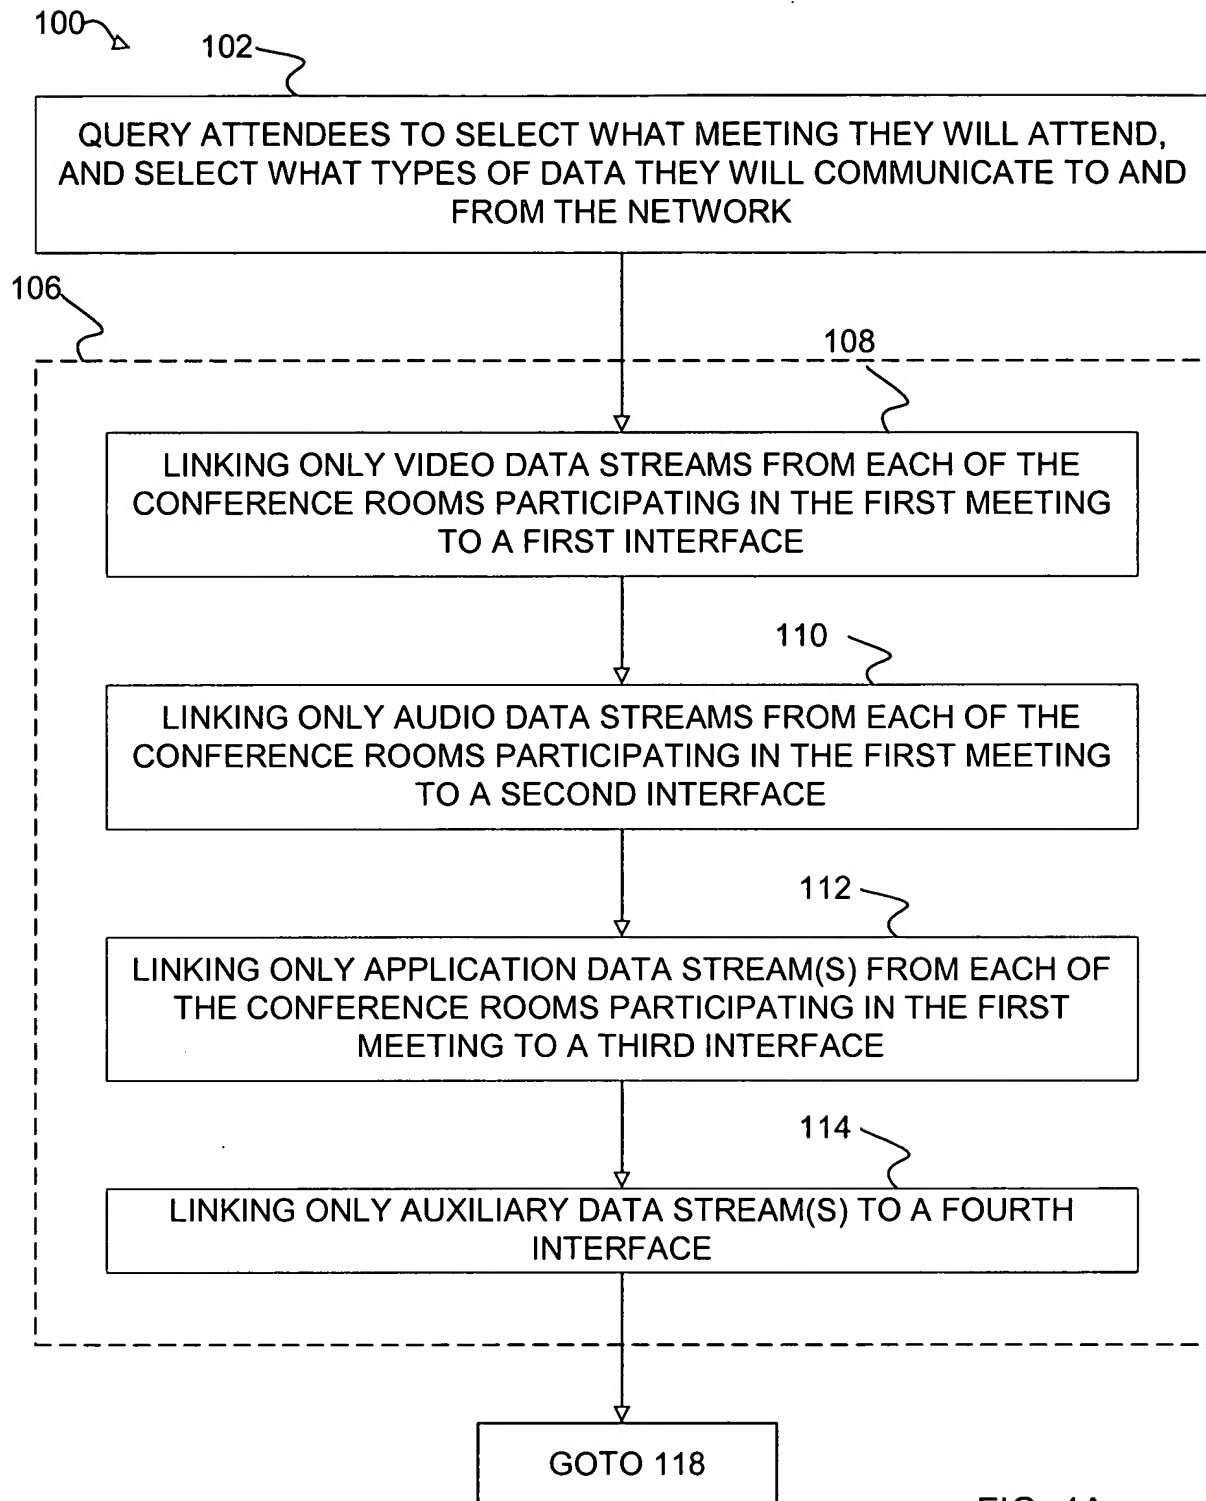 100
102
QUERY ATTENDEES TO SELECT WHAT MEETING THEY WILL ATTEND,
AND SELECT WHAT TYPES OF DATA THEY WILL COMMUNICATE TO AND
FROM THE NETWORK
106
108
LINKING ONLY VIDEO DATA STREAMS FROM EACH OF THE
CONFERENCE ROOMS PARTICIPATING IN THE FIRST MEETING
TO A FIRST INTERFACE
110
LINKING ONLY AUDIO DATA STREAMS FROM EACH OF THE
CONFERENCE ROOMS PARTICIPATING IN THE FIRST MEETING
TO A SECOND INTERFACE
112
LINKING ONLY APPLICATION DATA STREAM(S) FROM EACH OF
THE CONFERENCE ROOMS PARTICIPATING IN THE FIRST
MEETING TO A THIRD INTERFACE
114
LINKING ONLY AUXILIARY DATA STREAM(S) TO A FOURTH
INTERFACE
GOTO 118
FIG. 1A